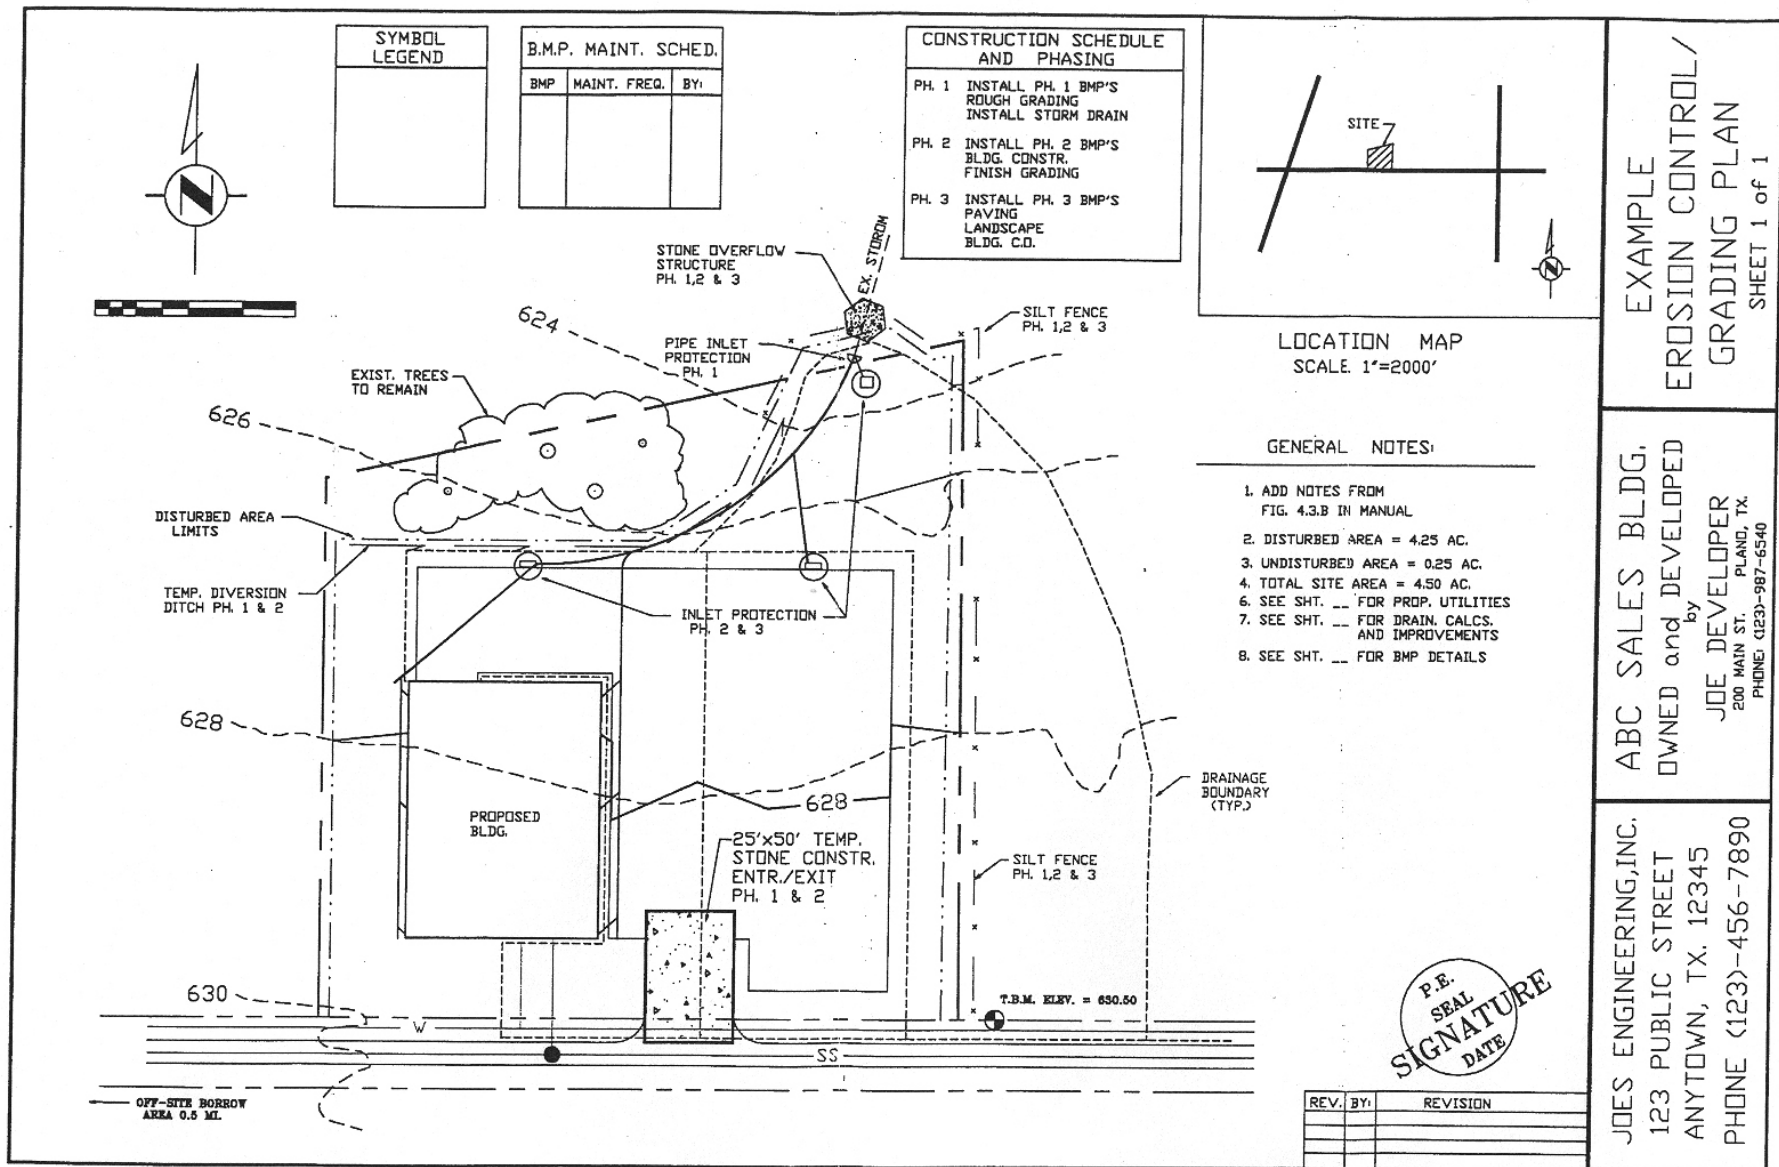 SYMBOL
LEGEND
B.M.P. MAINT. SCHED.
BMP MAINT. FREQ. BY:
CONSTRUCTION SCHEDULE
AND PHASING
PH. 1 INSTALL PH. 1 BMP'S
ROUGH GRADING
INSTALL STORM DRAIN
PH. 2 INSTALL PH. 2 BMP'S
BLDG. CONSTR.
FINISH GRADING
PH. 3 INSTALL PH. 3 BMP'S
PAVING
LANDSCAPE
BLDG. C.O.
SITE
N
LOCATION MAP
SCALE. 1"=2000'
N
STONE OVERFLOW
STRUCTURE
PH. 1,2 & 3
EX. STOROM
SILT FENCE
PH. 1,2 & 3
624
PIPE INLET
PROTECTION
PH. 1
EXIST. TREES
TO REMAIN
626
DISTURBED AREA
LIMITS
TEMP. DIVERSION
DITCH PH. 1 & 2
INLET PROTECTION
PH. 2 & 3
628
PROPOSED
BLDG.
628
25'x50' TEMP.
STONE CONSTR.
ENTR./EXIT
PH. 1 & 2
SILT FENCE
PH. 1,2 & 3
DRAINAGE
BOUNDARY
(TYP.)
630
T.B.M. ELEV. = 630.50
W
SS
OFF-SITE BORROW
AREA 0.5 MI.
GENERAL NOTES:
1. ADD NOTES FROM
FIG. 4.3.B IN MANUAL
2. DISTURBED AREA = 4.25 AC.
3. UNDISTURBED AREA = 0.25 AC.
4. TOTAL SITE AREA = 4.50 AC.
6. SEE SHT. __ FOR PROP. UTILITIES
7. SEE SHT. __ FOR DRAIN. CALCS.
AND IMPROVEMENTS
8. SEE SHT. __ FOR BMP DETAILS
P.E.
SEAL
SIGNATURE
DATE
REV. BY: REVISION
EXAMPLE
EROSION CONTROL/
GRADING PLAN
SHEET 1 of 1
ABC SALES BLDG.
OWNED and DEVELOPED
by
JOE DEVELOPER
200 MAIN ST. PLANO, TX.
PHONE: (123)-987-6540
JOES ENGINEERING,INC.
123 PUBLIC STREET
ANYTOWN, TX. 12345
PHONE (123)-456-7890